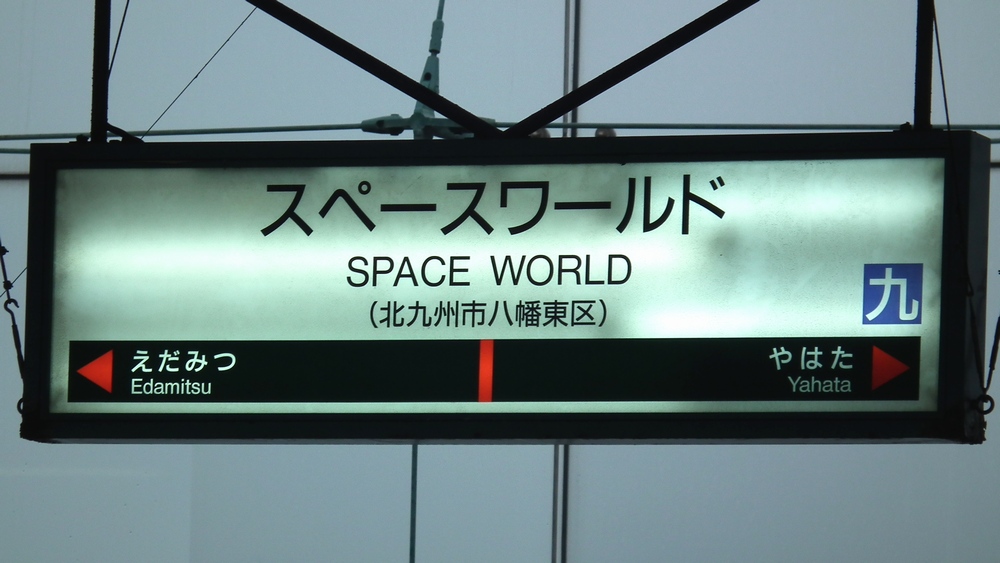 スペースワールド
SPACE WORLD
（北九州市八幡東区）
九
えだみつ
Edamitsu
やはた
Yahata